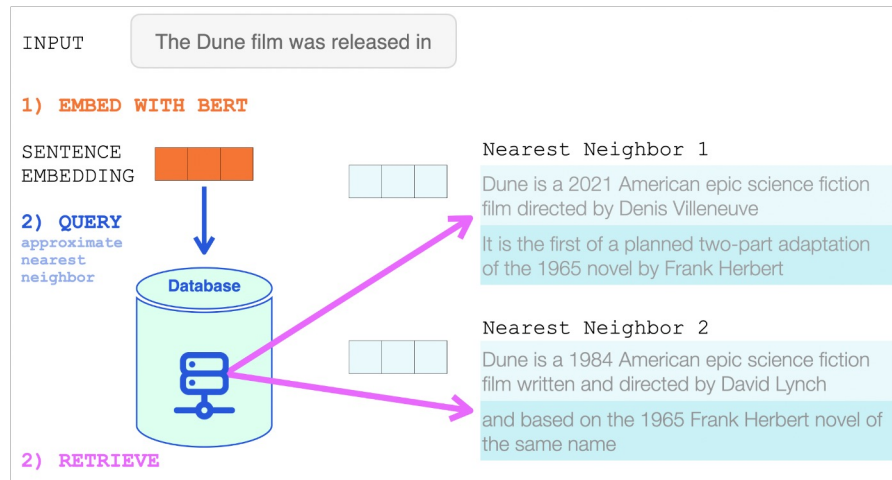 INPUT
The Dune film was released in
1) EMBED WITH BERT
SENTENCE
EMBEDDING
2) QUERY
approximate
nearest
neighbor
Database
2) RETRIEVE
Nearest Neighbor 1
Dune is a 2021 American epic science fiction
film directed by Denis Villeneuve
It is the first of a planned two-part adaptation
of the 1965 novel by Frank Herbert
Nearest Neighbor 2
Dune is a 1984 American epic science fiction
film written and directed by David Lynch
and based on the 1965 Frank Herbert novel of
the same name